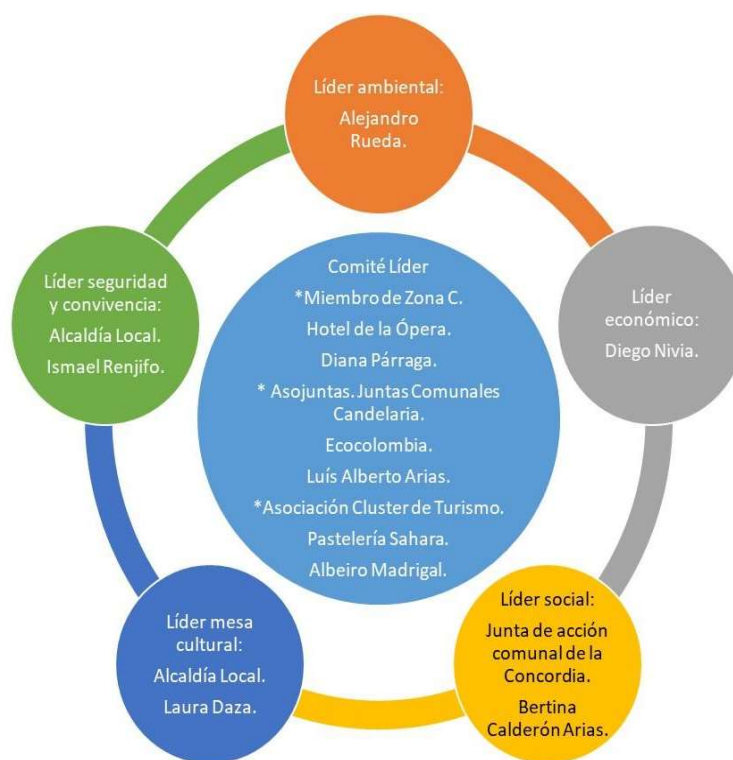 Líder ambiental:
Alejandro
Rueda.
Líder económico:
Diego Nivia.
Líder social:
Junta de acción
comunal de la
Concordia.
Bertina
Calderón Arias.
Líder mesa
cultural:
Alcaldía Local.
Laura Daza.
Líder seguridad
y convivencia:
Alcaldía Local.
Ismael Renjifo.
Comité Líder
*Miembro de Zona C.
Hotel de la Ópera.
Diana Párraga.
* Asojuntas. Juntas Comunales
Candelaria.
Ecocolombia.
Luís Alberto Arias.
*Asociación Cluster de Turismo.
Pastelería Sahara.
Albeiro Madrigal.